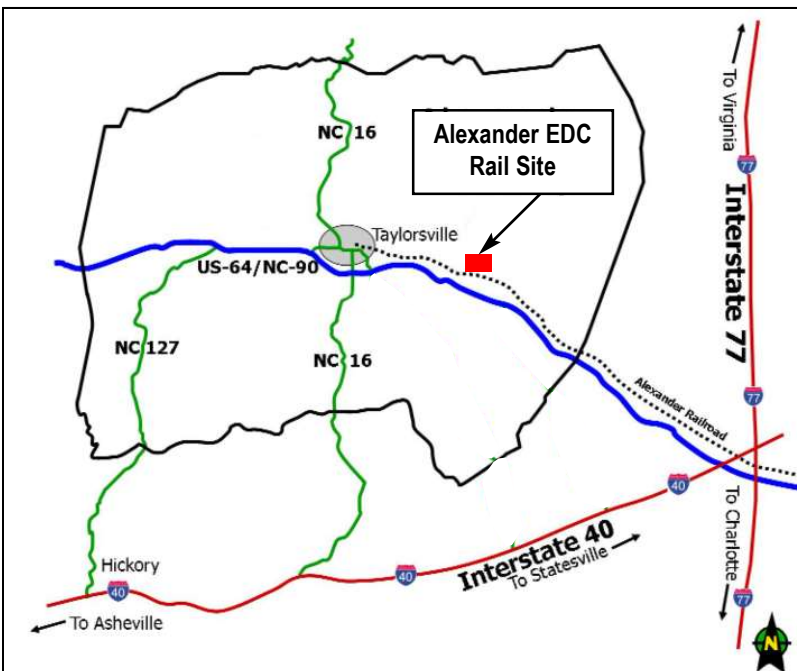 NC 16
Alexander EDC
Rail Site
To Virginia
77
77
Interstate 77
Taylorsville
US-64/NC-90
NC 127
NC 16
Alexander Railroad
77
40
To Charlotte
Interstate 40
To Statesville
40
Hickory
40
To Asheville
77
N